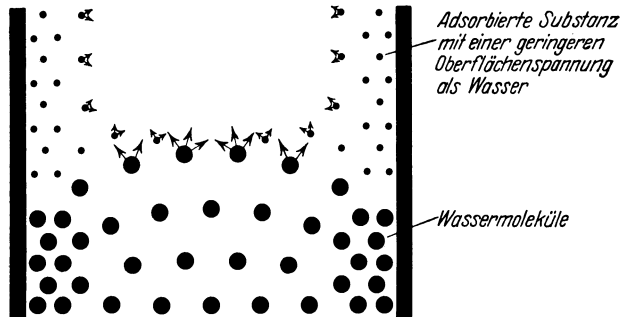 Adsorbierte Substanz
mit einer geringeren
Oberflächenspannung
als Wasser
Wassermoleküle